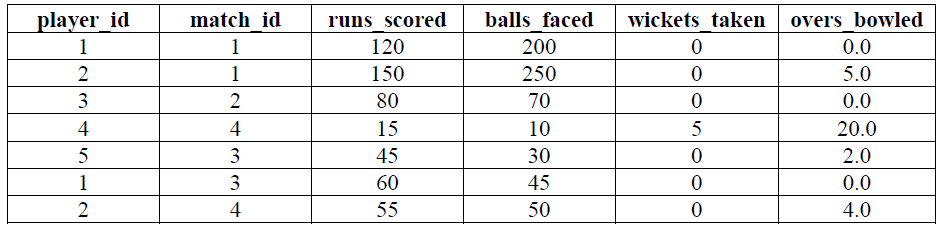 player_id match_id runs_scored balls_faced wickets_taken overs_bowled
1 1 120 200 0 0.0
2 1 150 250 0 5.0
3 2 80 70 0 0.0
4 4 15 10 5 20.0
5 3 45 30 0 2.0
1 3 60 45 0 0.0
2 4 55 50 0 4.0